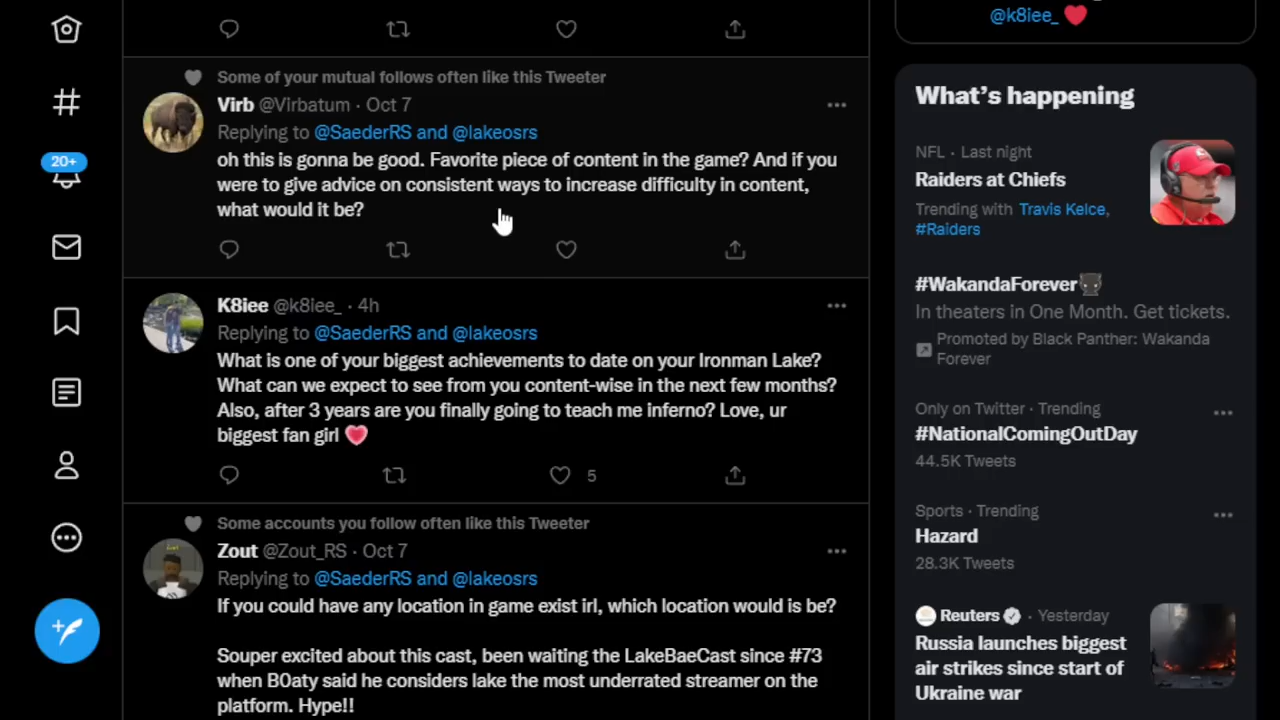 @k8iee_ ❤️
20+
Some of your mutual follows often like this Tweeter
Virb @Virbatum · Oct 7
Replying to @SaederRS and @lakeosrs
oh this is gonna be good. Favorite piece of content in the game? And if you
were to give advice on consistent ways to increase difficulty in content,
what would it be?
K8iee @k8iee_ · 4h
Replying to @SaederRS and @lakeosrs
What is one of your biggest achievements to date on your Ironman Lake?
What can we expect to see from you content-wise in the next few months?
Also, after 3 years are you finally going to teach me inferno? Love, ur
biggest fan girl 💗
5
Some accounts you follow often like this Tweeter
Zout @Zout_RS · Oct 7
Replying to @SaederRS and @lakeosrs
If you could have any location in game exist irl, which location would is be?
Souper excited about this cast, been waiting the LakeBaeCast since #73
when B0aty said he considers lake the most underrated streamer on the
platform. Hype!!
What's happening
NFL · Last night
Raiders at Chiefs
Trending with Travis Kelce,
#Raiders
#WakandaForever
In theaters in One Month. Get tickets.
Promoted by Black Panther: Wakanda
Forever
Only on Twitter · Trending
#NationalComingOutDay
44.5K Tweets
Sports · Trending
Hazard
28.3K Tweets
Reuters · Yesterday
Russia launches biggest
air strikes since start of
Ukraine war